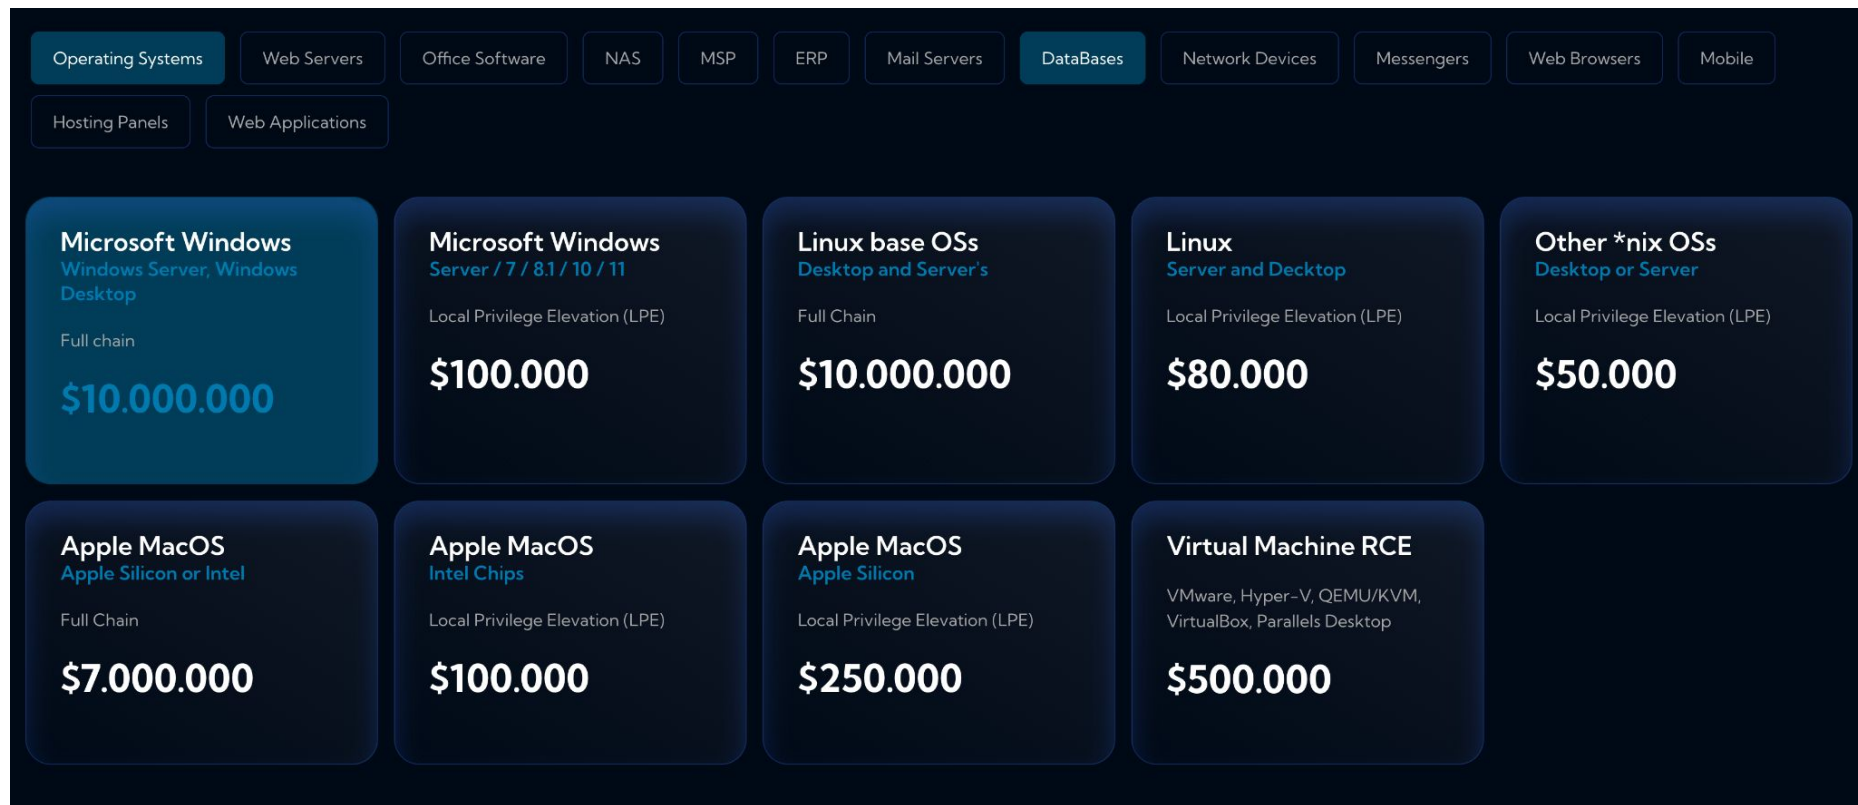 Operating Systems
Web Servers
Office Software
NAS
MSP
ERP
Mail Servers
DataBases
Network Devices
Messengers
Web Browsers
Mobile
Hosting Panels
Web Applications
Microsoft Windows
Windows Server, Windows
Desktop
Full chain
$10.000.000
Microsoft Windows
Server / 7 / 8.1 / 10 / 11
Local Privilege Elevation (LPE)
$100.000
Linux base OSs
Desktop and Server's
Full Chain
$10.000.000
Linux
Server and Decktop
Local Privilege Elevation (LPE)
$80.000
Other *nix OSs
Desktop or Server
Local Privilege Elevation (LPE)
$50.000
Apple MacOS
Apple Silicon or Intel
Full Chain
$7.000.000
Apple MacOS
Intel Chips
Local Privilege Elevation (LPE)
$100.000
Apple MacOS
Apple Silicon
Local Privilege Elevation (LPE)
$250.000
Virtual Machine RCE
VMware, Hyper-V, QEMU/KVM,
VirtualBox, Parallels Desktop
$500.000